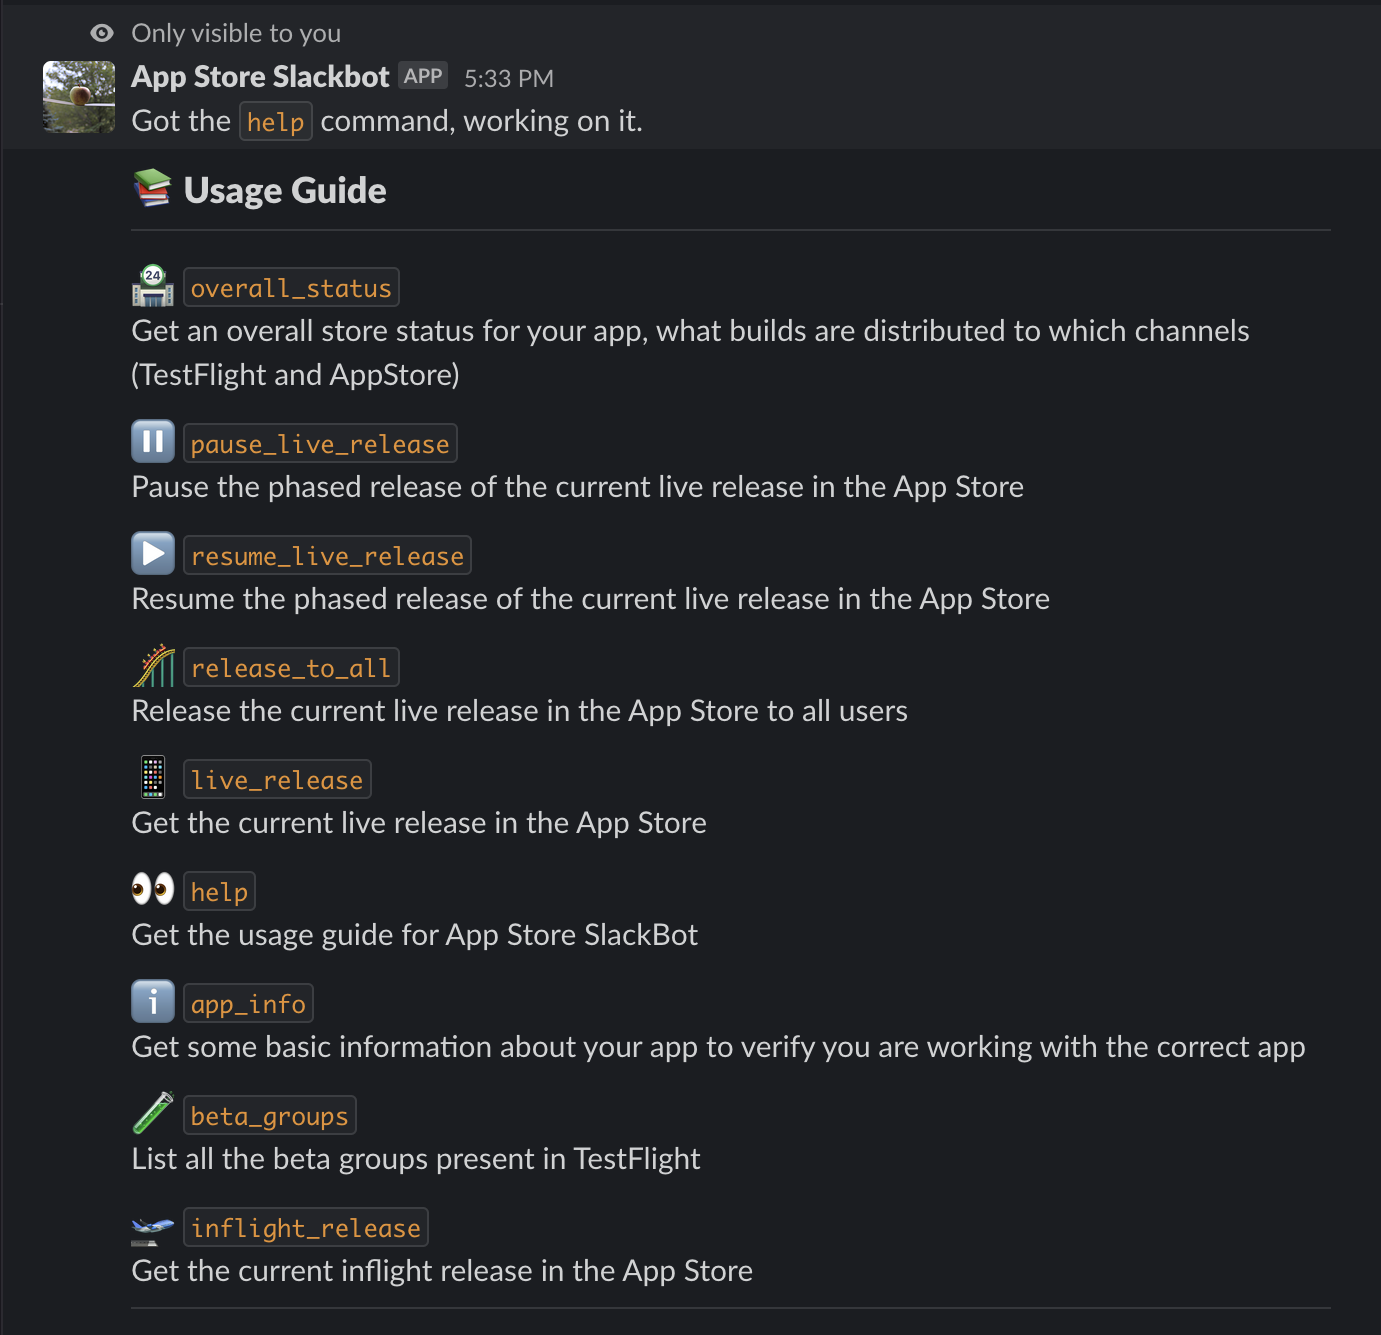 Only visible to you
App Store Slackbot APP 5:33 PM
Got the help command, working on it.
Usage Guide
24
overall_status
Get an overall store status for your app, what builds are distributed to which channels
(TestFlight and AppStore)
pause_live_release
Pause the phased release of the current live release in the App Store
resume_live_release
Resume the phased release of the current live release in the App Store
release_to_all
Release the current live release in the App Store to all users
live_release
Get the current live release in the App Store
help
Get the usage guide for App Store SlackBot
app_info
Get some basic information about your app to verify you are working with the correct app
beta_groups
List all the beta groups present in TestFlight
inflight_release
Get the current inflight release in the App Store